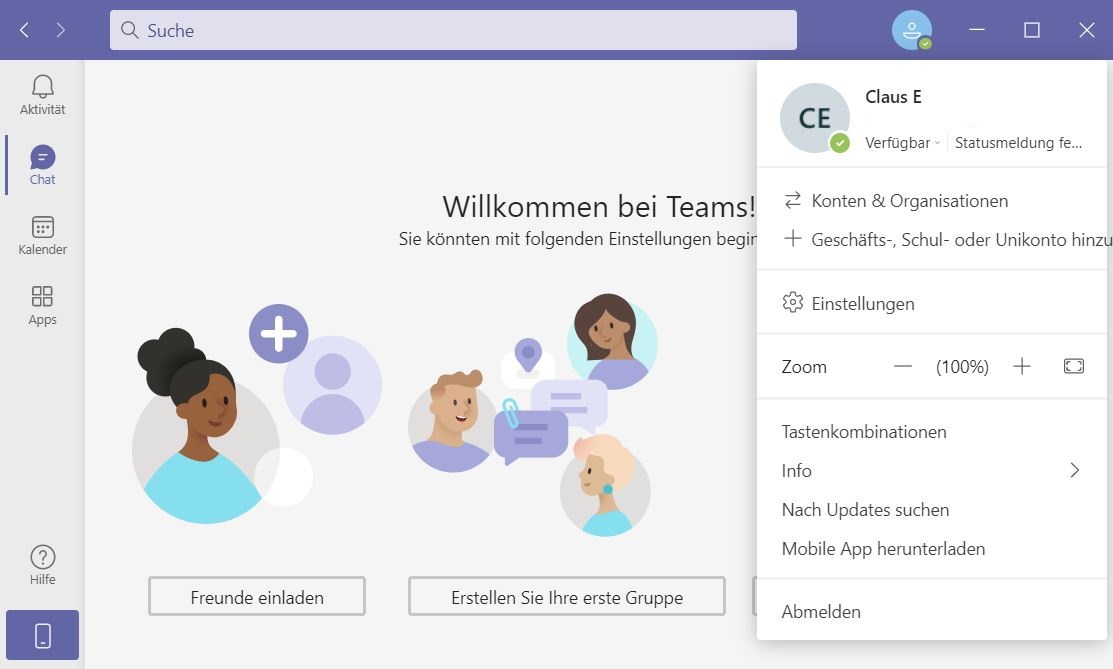 Suche
Aktivität
Chat
Kalender
Apps
Hilfe
Willkommen bei Teams!
Sie könnten mit folgenden Einstellungen begin
Freunde einladen
Erstellen Sie Ihre erste Gruppe
CE
Claus E
Verfügbar
Statusmeldung fe...
Konten & Organisationen
Geschäfts-, Schul- oder Unikonto hinzu
Einstellungen
Zoom
(100%)
Tastenkombinationen
Info
Nach Updates suchen
Mobile App herunterladen
Abmelden